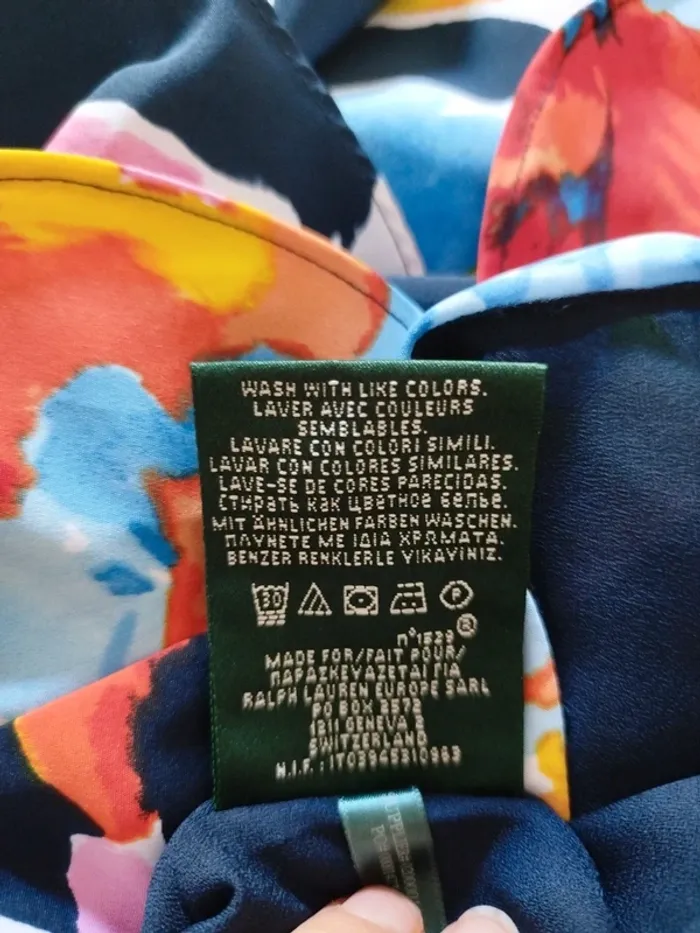 WASH WITH LIKE COLORS.
LAVER AVEC COULEURS
SEMBLABLES.
LAVARE CON COLORI SIMILI.
LAVAR CON COLORES SIMILARES.
LAVE-SE DE CORES PARECIDAS.
Стирать как цветное белье.
MIT ÄHNLICHEN FARBEN WASCHEN.
ΠΛΥΝΕΤΕ ΜΕ ΙΔΙΑ ΧΡΩΜΑΤΑ.
BENZER RENKLERLE YIKAYINIZ.
30 P
n°1529 ®
MADE FOR/FAIT POUR/
ΠΑΡΑΣΚΕΥΑΖΕΤΑΙ ΓΙΑ
RALPH LAUREN EUROPE SARL
PO BOX
1211 GENEVA 2
SWITZERLAND
N.I.F.: